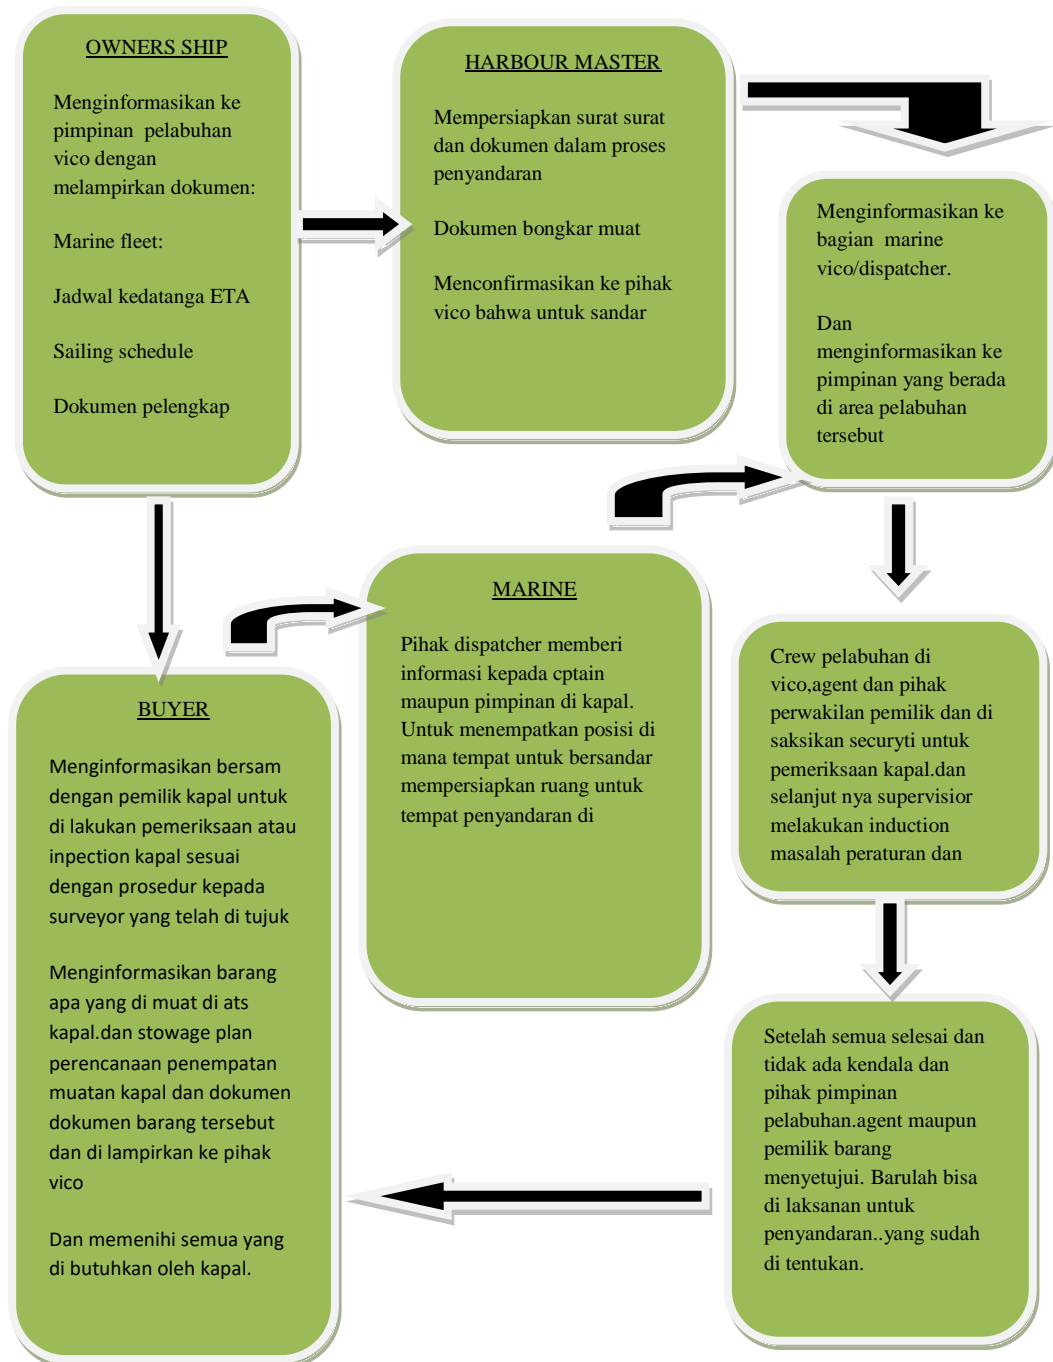 OWNERS SHIP
Menginformasikan ke
pimpinan pelabuhan
vico dengan
melampirkan dokumen:
Marine fleet:
Jadwal kedatanga ETA
Sailing schedule
Dokumen pelengkap
HARBOUR MASTER
Mempersiapkan surat surat
dan dokumen dalam proses
penyandaran
Dokumen bongkar muat
Menconfirmasikan ke pihak
vico bahwa untuk sandar
Menginformasikan ke
bagian marine
vico/dispatcher.
Dan
menginformasikan ke
pimpinan yang berada
di area pelabuhan
tersebut
MARINE
Pihak dispatcher memberi
informasi kepada cptain
maupun pimpinan di kapal.
Untuk menempatkan posisi di
mana tempat untuk bersandar
mempersiapkan ruang untuk
tempat penyandaran di
Crew pelabuhan di
vico,agent dan pihak
perwakilan pemilik dan di
saksikan securyti untuk
pemeriksaan kapal.dan
selanjut nya supervisior
melakukan induction
masalah peraturan dan
BUYER
Menginformasikan bersam
dengan pemilik kapal untuk
di lakukan pemeriksaan atau
inpection kapal sesuai
dengan prosedur kepada
surveyor yang telah di tujuk
Menginformasikan barang
apa yang di muat di ats
kapal.dan stowage plan
perencanaan penempatan
muatan kapal dan dokumen
dokumen barang tersebut
dan di lampirkan ke pihak
vico
Dan memenihi semua yang
di butuhkan oleh kapal.
Setelah semua selesai dan
tidak ada kendala dan
pihak pimpinan
pelabuhan.agent maupun
pemilik barang
menyetujui. Barulah bisa
di laksanan untuk
penyandaran..yang sudah
di tentukan.